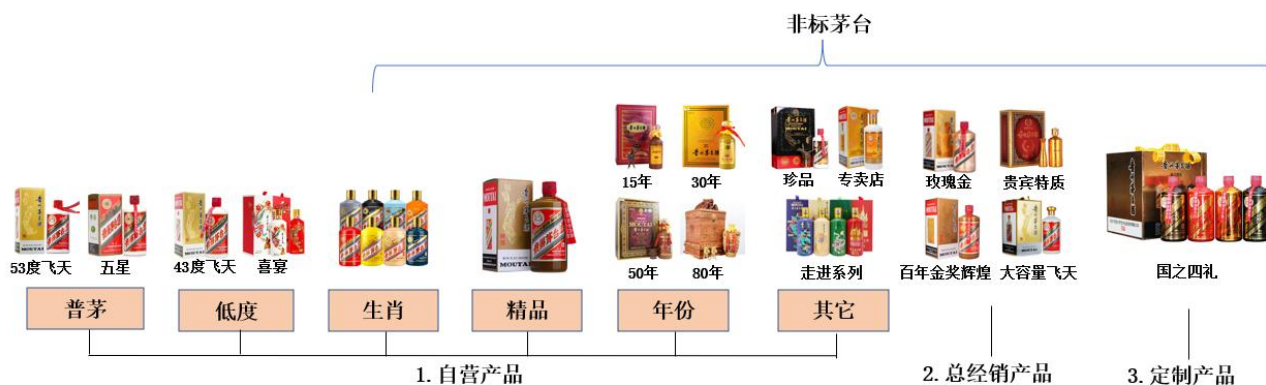 非标茅台
15年
30年
珍品
专卖店
玫瑰金
贵宾特质
53度飞天
五星
43度飞天
喜宴
MOUTAI
50年
80年
走进系列
百年金奖辉煌
大容量飞天
国之四礼
普茅
低度
生肖
精品
年份
其它
1.自营产品
2.总经销产品
3.定制产品